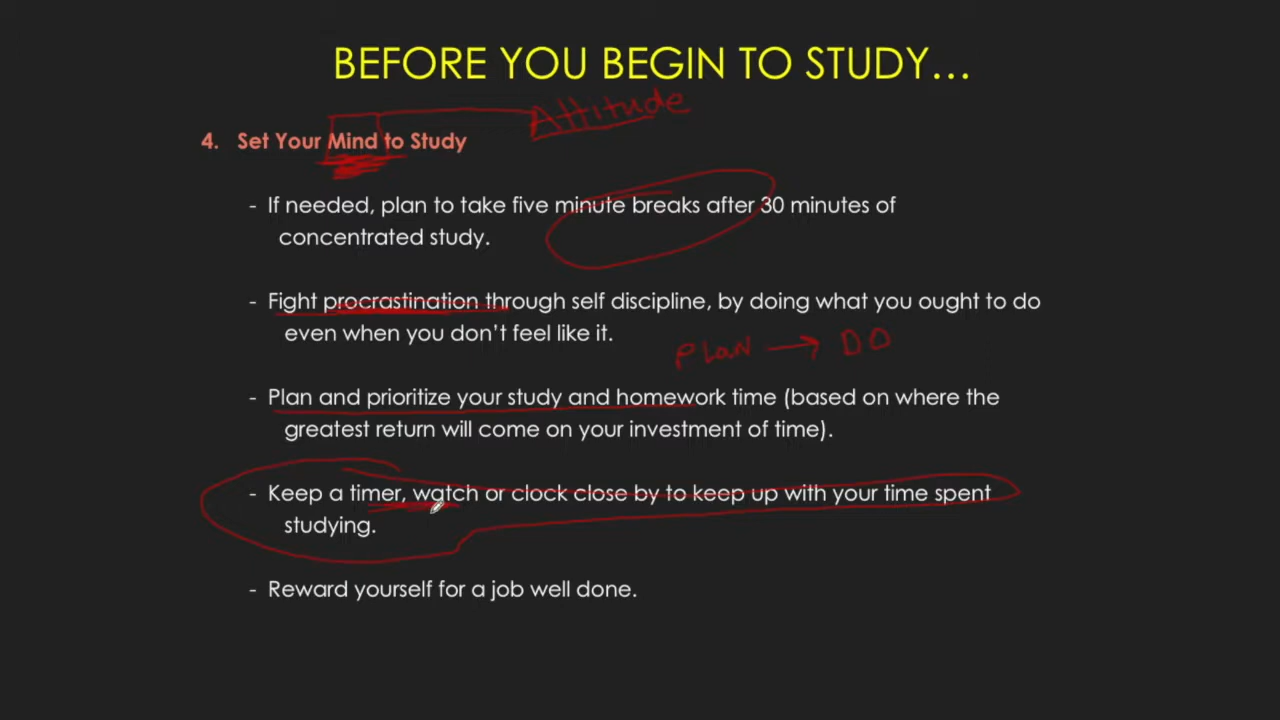 BEFORE YOU BEGIN TO STUDY...
Attitude
4. Set Your Mind to Study
- If needed, plan to take five minute breaks after 30 minutes of
concentrated study.
- Fight procrastination through self discipline, by doing what you ought to do
even when you don't feel like it.
PLaN → DO
- Plan and prioritize your study and homework time (based on where the
greatest return will come on your investment of time).
- Keep a timer, watch or clock close by to keep up with your time spent
studying.
- Reward yourself for a job well done.